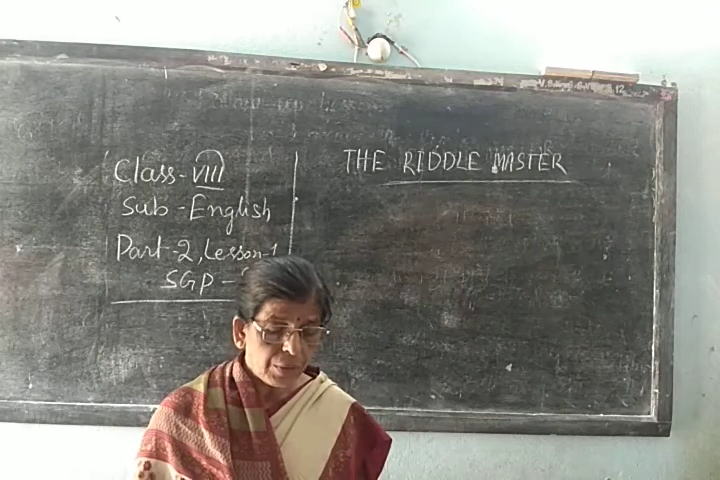 Class-VIII
Sub-English
Part-2, Lesson-1
SGP-
THE RIDDLE MASTER